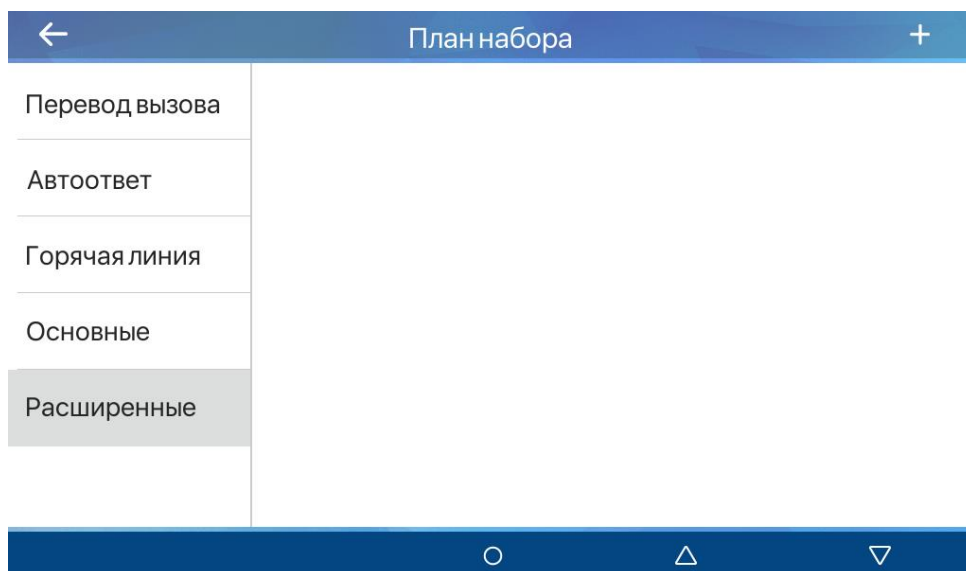 План набора
Перевод вызова
Автоответ
Горячая линия
Основные
Расширенные